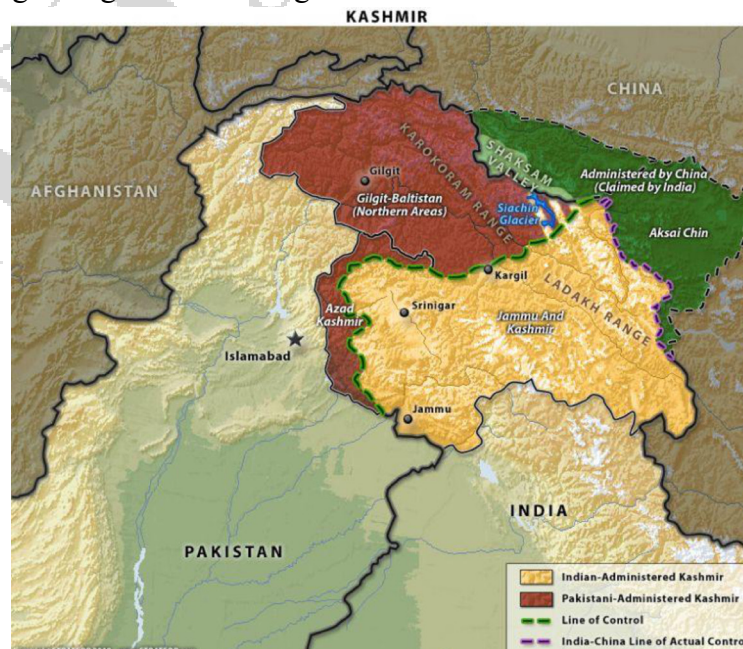 KASHMIR
CHINA
AFGHANISTAN
KAROKORAM RANGE
SHAKSAM
VALLEY
Gilgit
Gilgit-Baltistan
(Northern Areas)
Siachin
Glacier
Administered by China
(Claimed by India)
Aksai Chin
Kargil
LADAKH RANGE
Azad
Kashmir
Srinigar
Jammu And
Kashmir
Islamabad
Jammu
INDIA
PAKISTAN
Indian-Administered Kashmir
Pakistani-Administered Kashmir
Line of Control
India-China Line of Actual Control